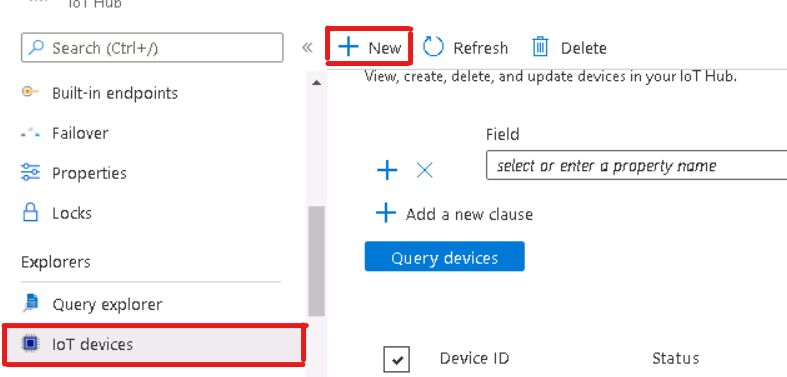 IoT Hub
Search (Ctrl+/)
«
New
Refresh
Delete
Built-in endpoints
Failover
Properties
Locks
Explorers
Query explorer
IoT devices
View, create, delete, and update devices in your IoT Hub.
Field
select or enter a property name
Add a new clause
Query devices
Device ID
Status